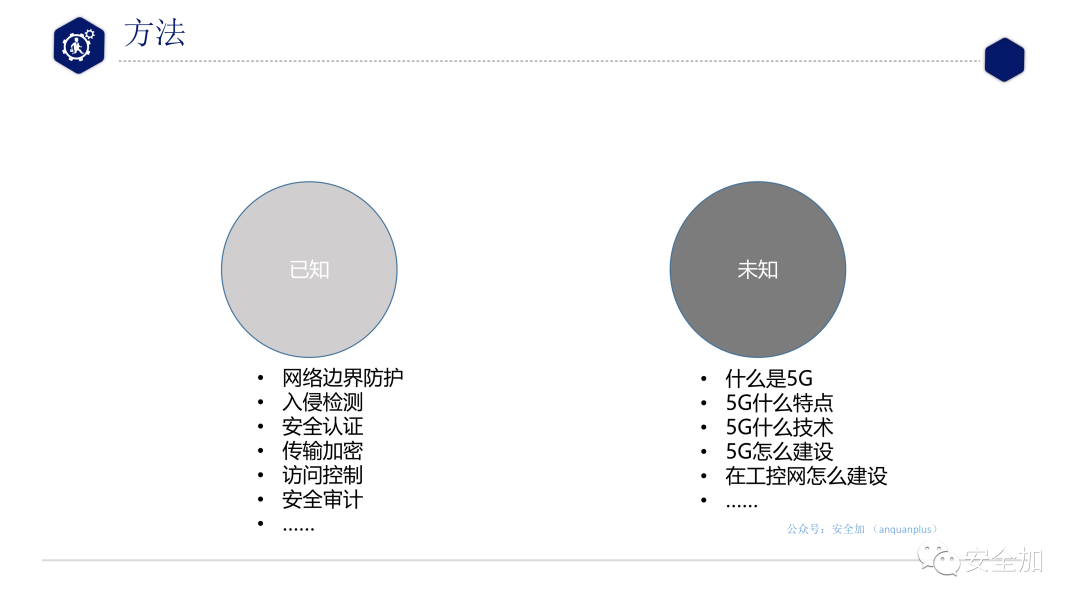 方法
已知
• 网络边界防护
• 入侵检测
• 安全认证
• 传输加密
• 访问控制
• 安全审计
• ......
未知
• 什么是5G
• 5G什么特点
• 5G什么技术
• 5G怎么建设
• 在工控网怎么建设
• ......
公众号：安全加 （anquanplus）
安全加